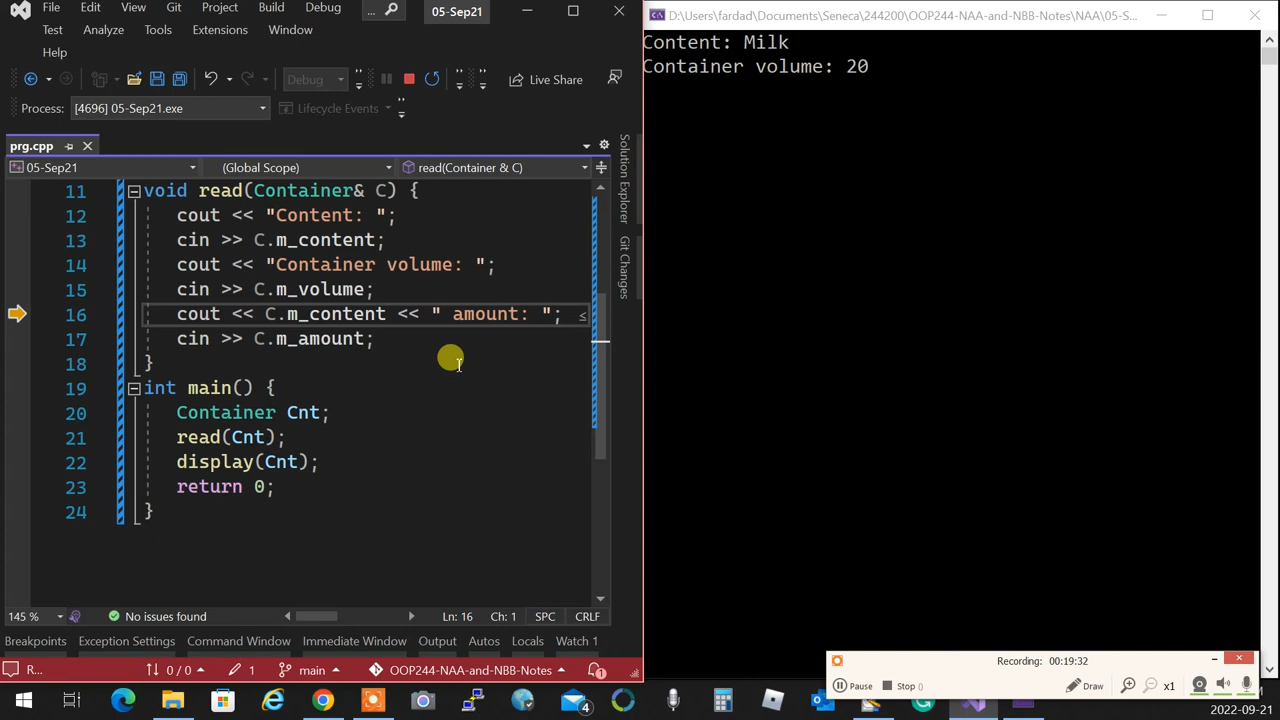 File View Git Project Build Debug ... 05-Sep21
Test Analyze Tools Extensions Window
Help
Debug Live Share
Process: [4696] 05-Sep21.exe Lifecycle Events
prg.cpp
05-Sep21 (Global Scope) read(Container & C)
11 void read(Container& C) {
12 cout << "Content: ";
13 cin >> C.m_content;
14 cout << "Container volume: ";
15 cin >> C.m_volume;
16 cout << C.m_content << " amount: "; ≤
17 cin >> C.m_amount;
18 }
19 int main() {
20 Container Cnt;
21 read(Cnt);
22 display(Cnt);
23 return 0;
24 }
Solution Explorer
Git Changes
145 % No issues found Ln: 16 Ch: 1 SPC CRLF
Breakpoints Exception Settings Command Window Immediate Window Output Autos Locals Watch 1
R... 0 / 0 1 main OOP244-NAA-and-NBB-Notes 1
D:\Users\fardad\Documents\Seneca\244200\OOP244-NAA-and-NBB-Notes\NAA\05-S...
Content: Milk
Container volume: 20
Recording: 00:19:32
Pause Stop () Draw x1
4
2022-09-21